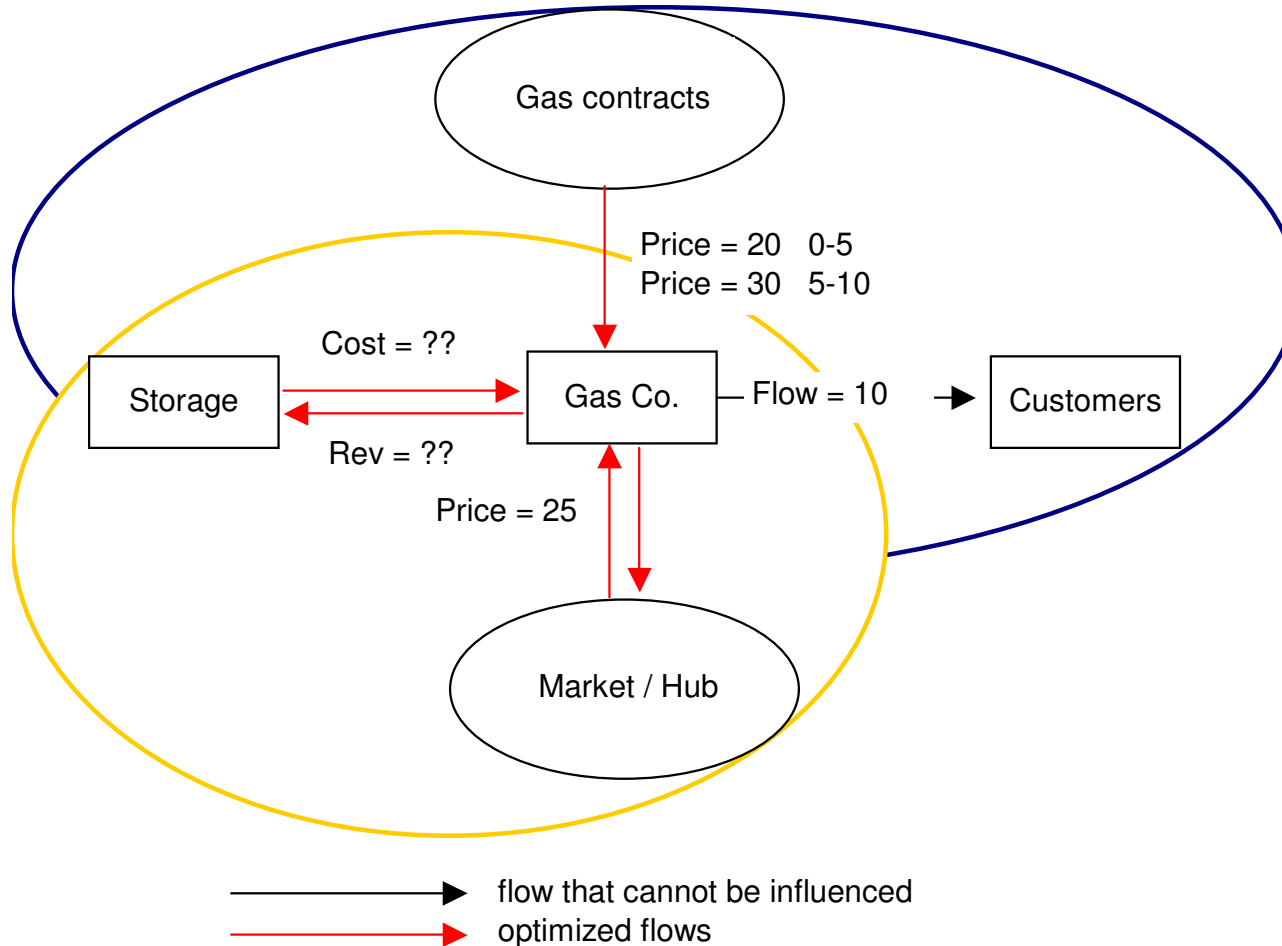 Gas contracts
Price = 20 0-5
Price = 30 5-10
Cost = ??
Storage
Gas Co.
Flow = 10
Customers
Rev = ??
Price = 25
Market / Hub
flow that cannot be influenced
optimized flows